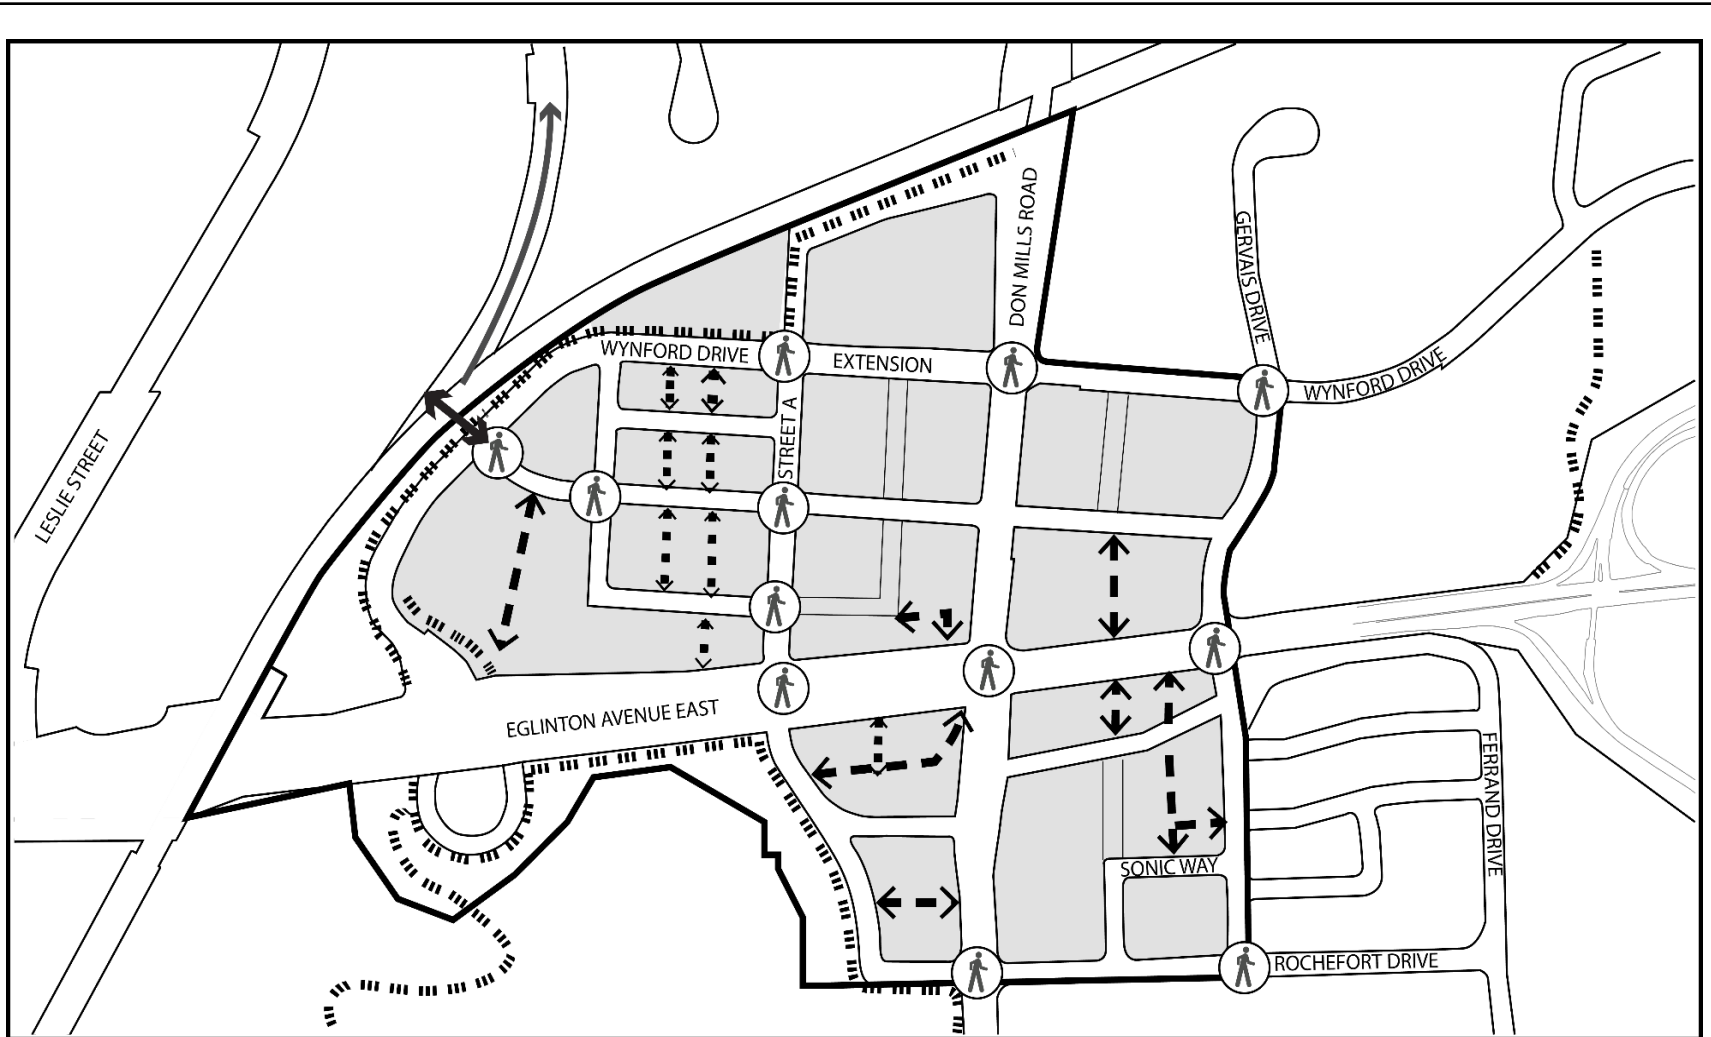 DON MILLS ROAD
GERVAIS DRIVE
WYNFORD DRIVE
EXTENSION
WYNFORD DRIVE
STREET A
LESLIE STREET
EGLINTON AVENUE EAST
FERRAND DRIVE
SONIC WAY
ROCHEFORT DRIVE